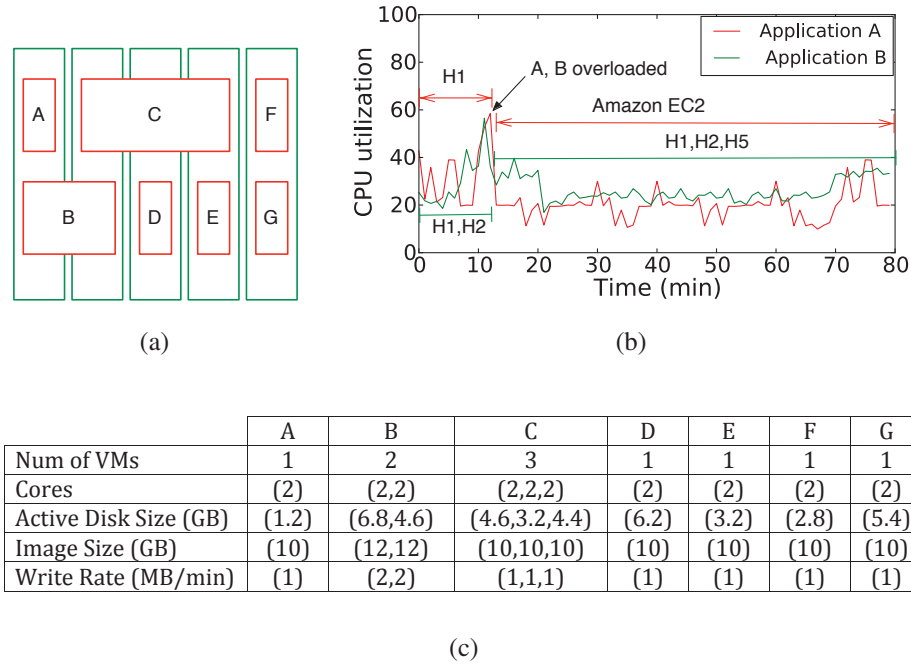 A
C
F
B
D
E
G
(a)
100
80
60
40
20
0
CPU utilization
Application A
Application B
H1
A, B overloaded
Amazon EC2
H1,H2,H5
H1,H2
0 10 20 30 40 50 60 70 80
Time (min)
(b)
A B C D E F G
Num of VMs 1 2 3 1 1 1 1
Cores (2) (2,2) (2,2,2) (2) (2) (2) (2)
Active Disk Size (GB) (1.2) (6.8,4.6) (4.6,3.2,4.4) (6.2) (3.2) (2.8) (5.4)
Image Size (GB) (10) (12,12) (10,10,10) (10) (10) (10) (10)
Write Rate (MB/min) (1) (2,2) (1,1,1) (1) (1) (1) (1)
(c)